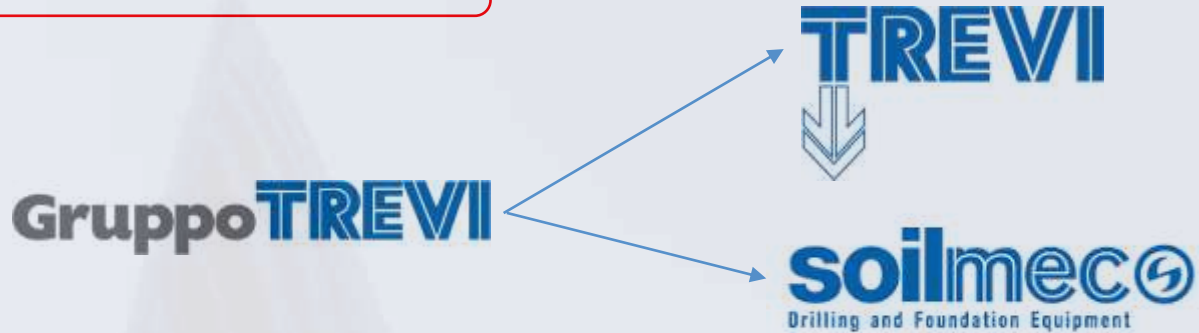 TREVI
GruppoTREVI
soilmec
Drilling and Foundation Equipment